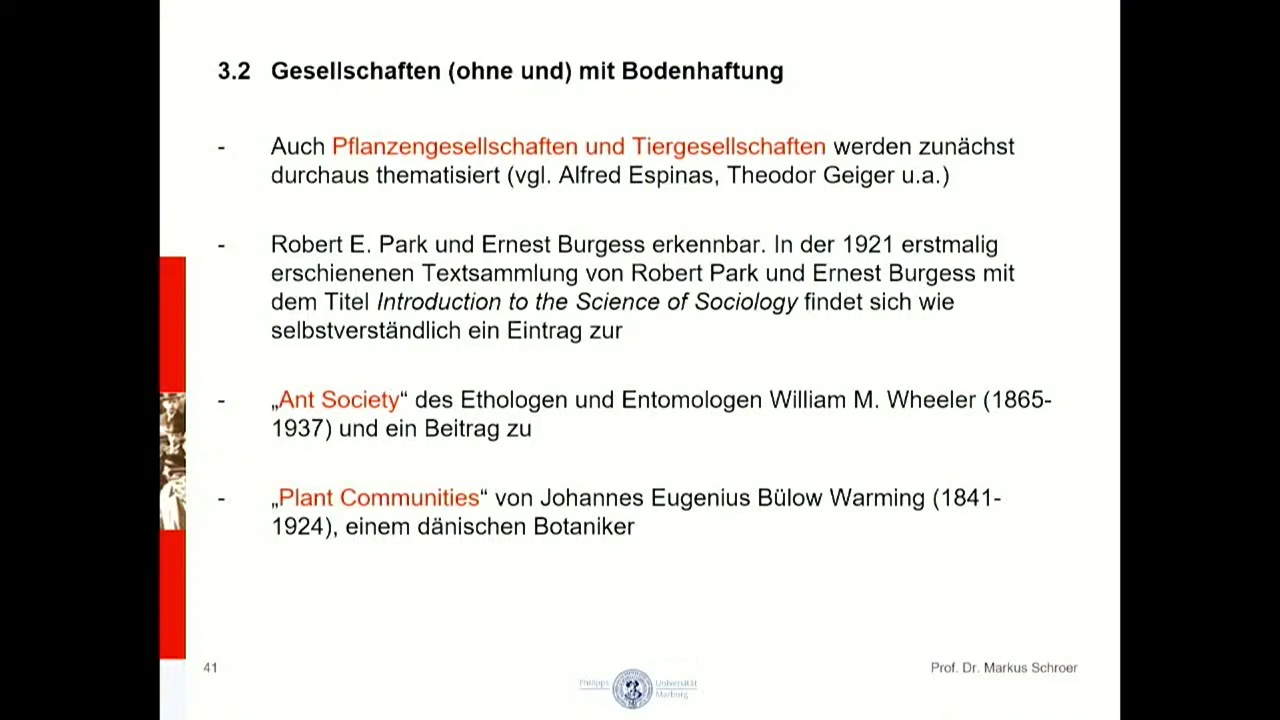 3.2 Gesellschaften (ohne und) mit Bodenhaftung
- Auch Pflanzengesellschaften und Tiergesellschaften werden zunächst
durchaus thematisiert (vgl. Alfred Espinas, Theodor Geiger u.a.)
- Robert E. Park und Ernest Burgess erkennbar. In der 1921 erstmalig
erschienenen Textsammlung von Robert Park und Ernest Burgess mit
dem Titel Introduction to the Science of Sociology findet sich wie
selbstverständlich ein Eintrag zur
- „Ant Society“ des Ethologen und Entomologen William M. Wheeler (1865-
1937) und ein Beitrag zu
- „Plant Communities“ von Johannes Eugenius Bülow Warming (1841-
1924), einem dänischen Botaniker
41
Prof. Dr. Markus Schroer
Philipps Universität
Marburg